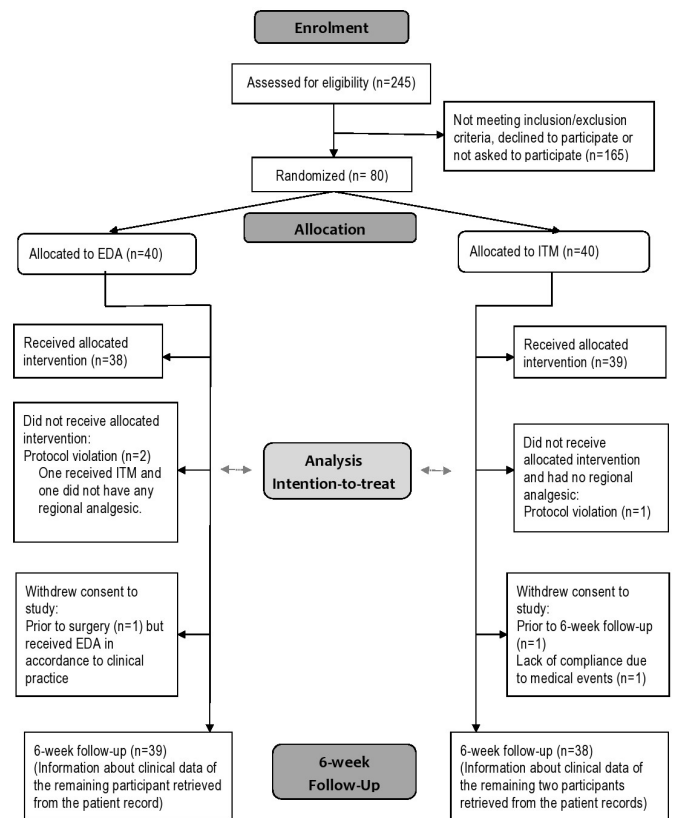 Enrolment
Assessed for eligibility (n=245)
Not meeting inclusion/exclusion
criteria, declined to participate or
not asked to participate (n=165)
Randomized (n= 80)
Allocation
Allocated to EDA (n=40)
Allocated to ITM (n=40)
Received allocated
intervention (n=38)
Received allocated
intervention (n=39)
Did not receive allocated
intervention:
Protocol violation (n=2)
One received ITM and
one did not have any
regional analgesic.
Analysis
Intention-to-treat
Did not receive
allocated intervention
and had no regional
analgesic:
Protocol violation (n=1)
Withdrew consent to
study:
Prior to surgery (n=1) but
received EDA in
accordance to clinical
practice
Withdrew consent to
study:
Prior to 6-week follow-up
(n=1)
Lack of compliance due
to medical events (n=1)
6-week follow-up (n=39)
(Information about clinical data of
the remaining participant retrieved
from the patient record)
6-week
Follow-Up
6-week follow-up (n=38)
(Information about clinical data of
the remaining two participants
retrieved from the patient records)